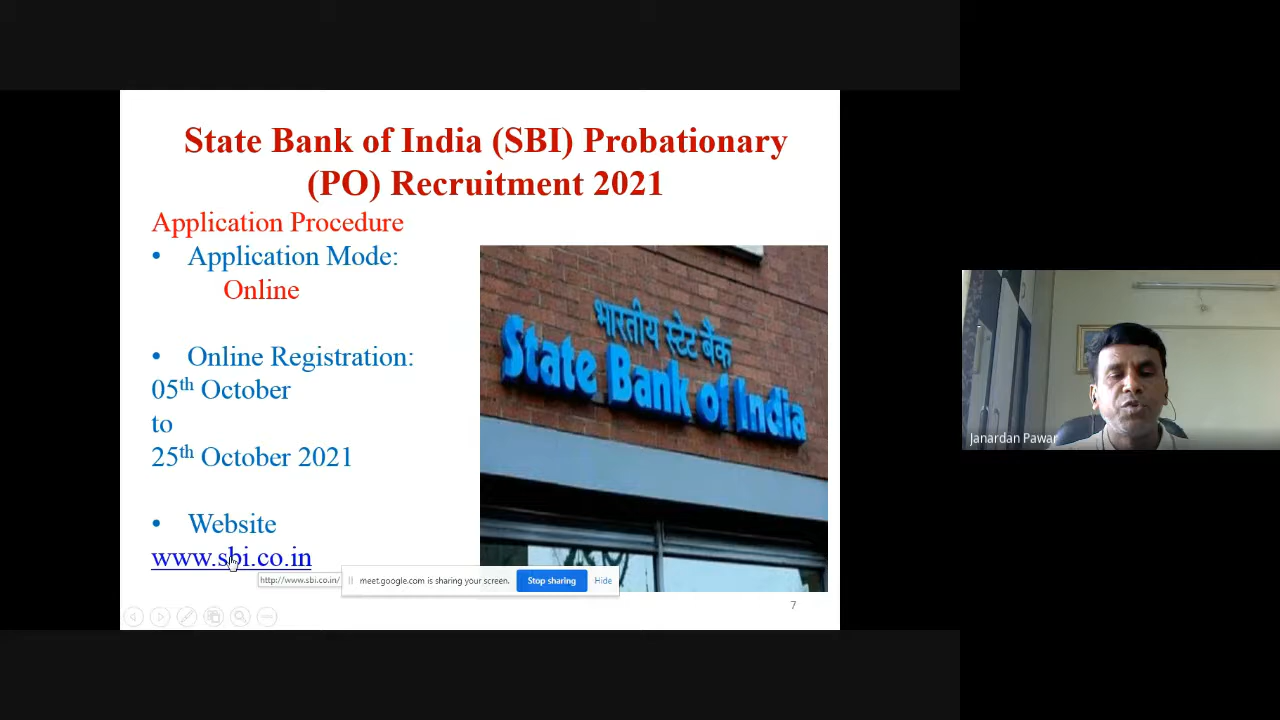 State Bank of India (SBI) Probationary
(PO) Recruitment 2021
Application Procedure
• Application Mode:
Online
• Online Registration:
05th October
to
25th October 2021
• Website
www.sbi.co.in
http://www.sbi.co.in/
meet.google.com is sharing your screen.
Stop sharing
Hide
7
भारतीय स्टेट बैंक
State Bank of India
Janardan Pawar